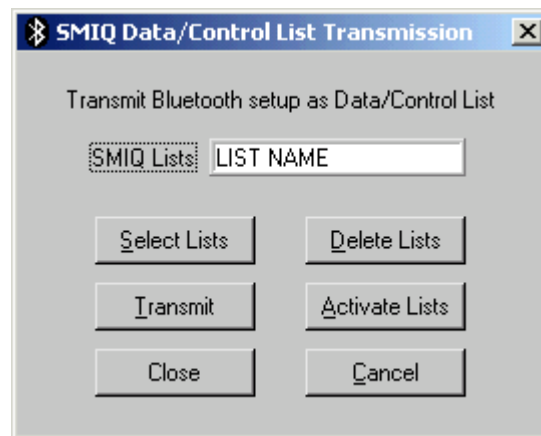 SMIQ Data/Control List Transmission
Transmit Bluetooth setup as Data/Control List
SMIQ Lists LIST NAME
Select Lists Delete Lists
Transmit Activate Lists
Close Cancel